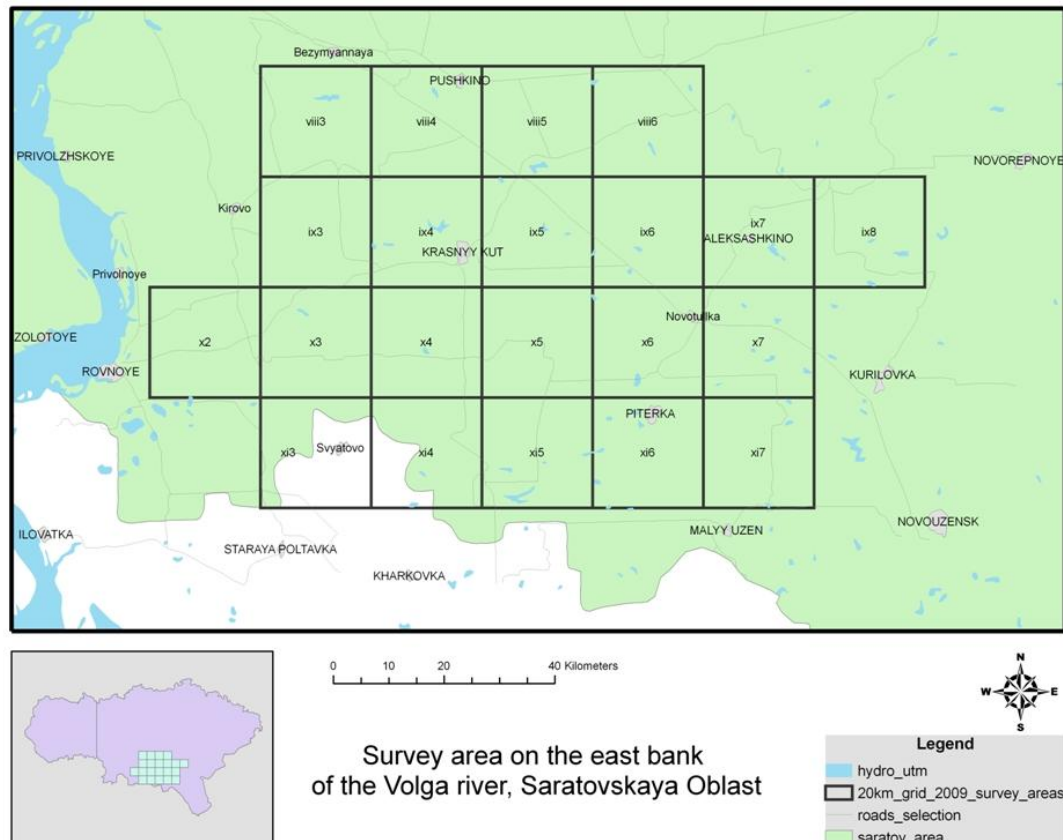 Bezymyannaya
PUSHKINO
viii3
viii4
viii5
viii6
PRIVOLZHSKOYE
NOVOREPNOYE
Kirovo
ix3
ix4
ix5
ix6
ix7
ix8
KRASNYY KUT
ALEKSASHKINO
Privolnoye
Novotulka
ZOLOTOYE
x2
x3
x4
x5
x6
x7
ROVNOYE
KURILOVKA
PITERKA
Svyatovo
xi3
xi4
xi5
xi6
xi7
ILOVATKA
STARAYA POLTAVKA
KHARKOVKA
MALYY UZEN
NOVOUZENSK
0 10 20 40 Kilometers
N
W E
S
Survey area on the east bank
of the Volga river, Saratovskaya Oblast
Legend
hydro_utm
20km_grid_2009_survey_areas
roads_selection
saratov_area